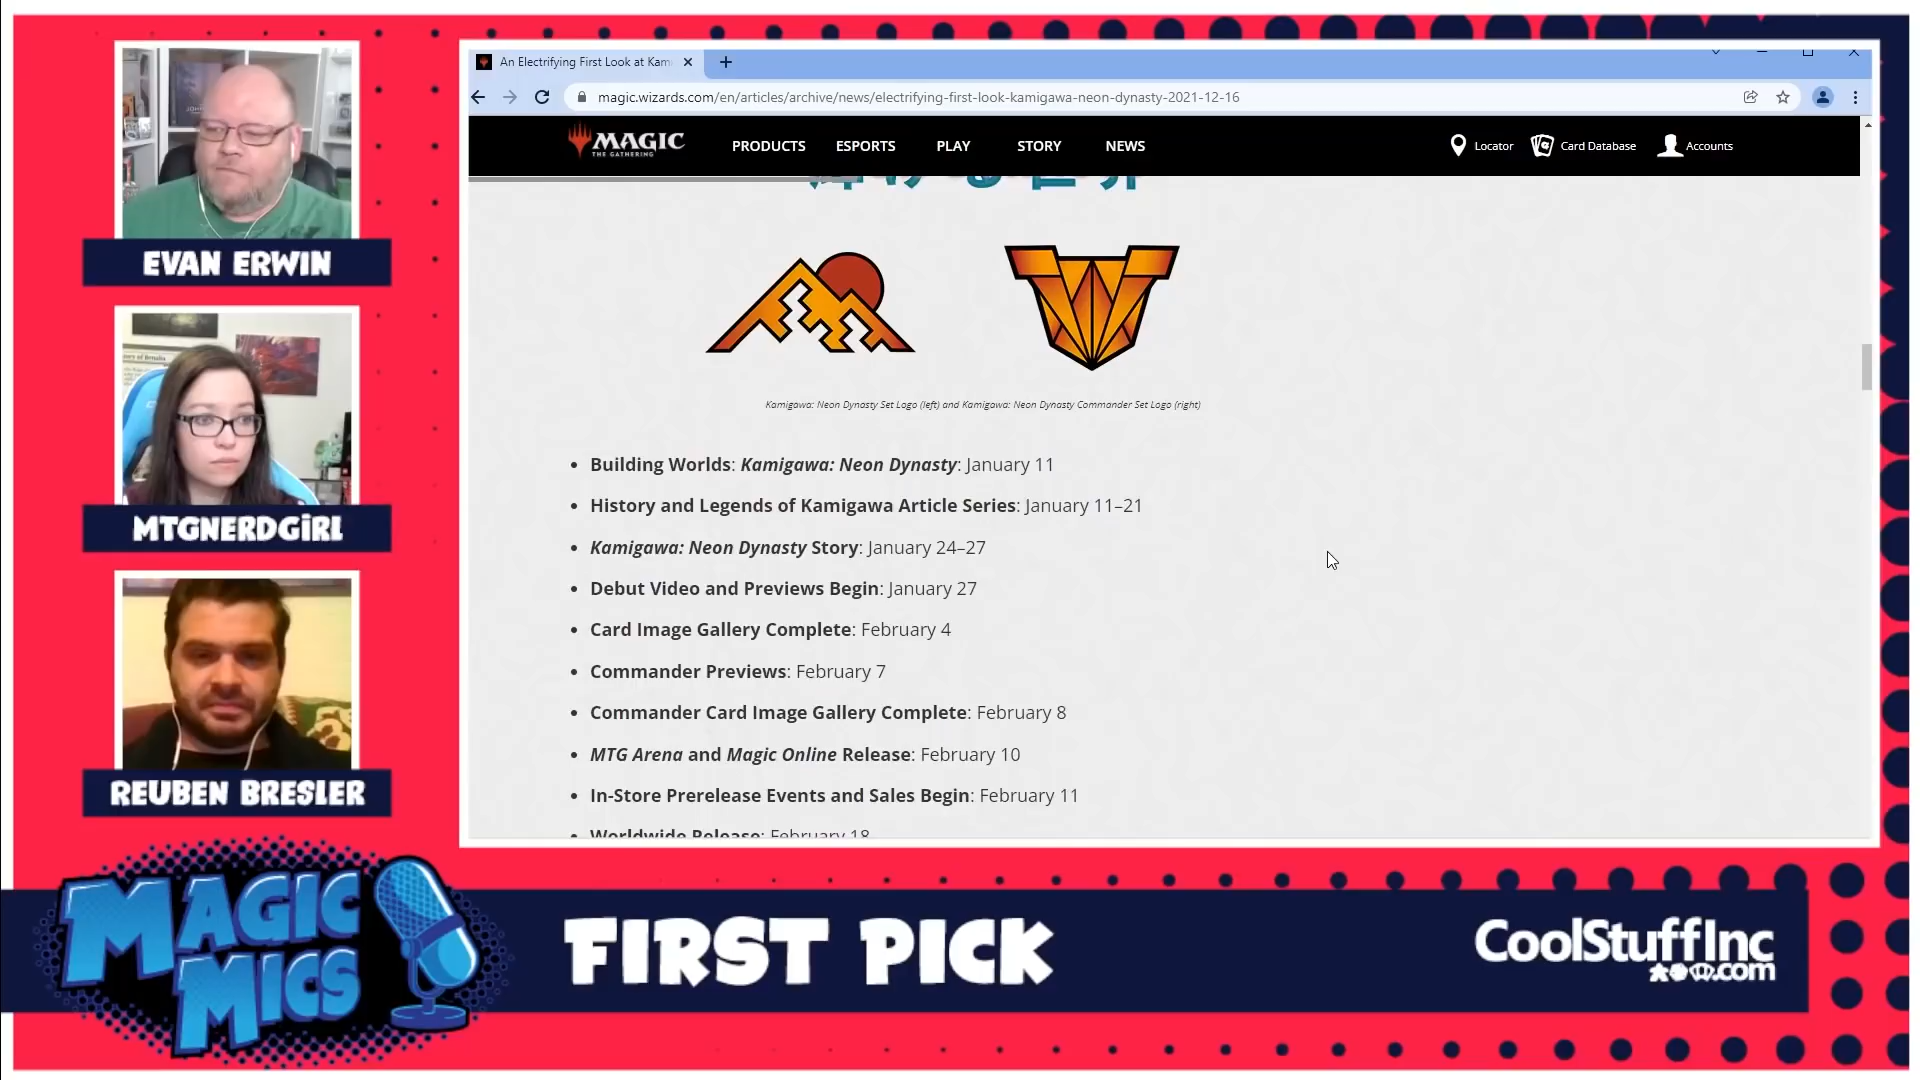 EVAN ERWIN
MTGNERDGiRL
REUBEN BRESLER
An Electrifying First Look at Kam
magic.wizards.com/en/articles/archive/news/electrifying-first-look-kamigawa-neon-dynasty-2021-12-16
MAGIC
THE GATHERING
PRODUCTS
ESPORTS
PLAY
STORY
NEWS
Locator
Card Database
Accounts
Kamigawa: Neon Dynasty Set Logo (left) and Kamigawa: Neon Dynasty Commander Set Logo (right)
• Building Worlds: Kamigawa: Neon Dynasty: January 11
• History and Legends of Kamigawa Article Series: January 11–21
• Kamigawa: Neon Dynasty Story: January 24–27
• Debut Video and Previews Begin: January 27
• Card Image Gallery Complete: February 4
• Commander Previews: February 7
• Commander Card Image Gallery Complete: February 8
• MTG Arena and Magic Online Release: February 10
• In-Store Prerelease Events and Sales Begin: February 11
• Worldwide Release: February 18
MAGIC
MICS
FIRST PICK
CoolStuffInc
.com